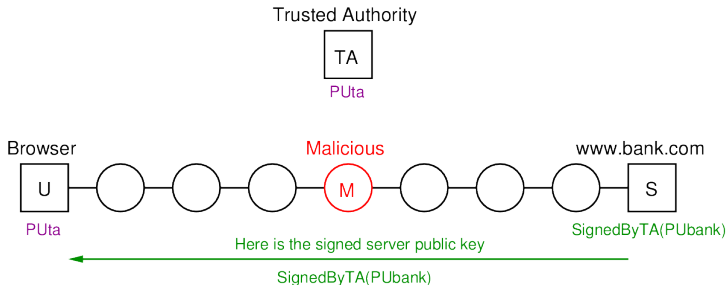 Trusted Authority
TA
PUta
Browser
Malicious
www.bank.com
U
M
S
PUta
SignedByTA(PUbank)
Here is the signed server public key
SignedByTA(PUbank)